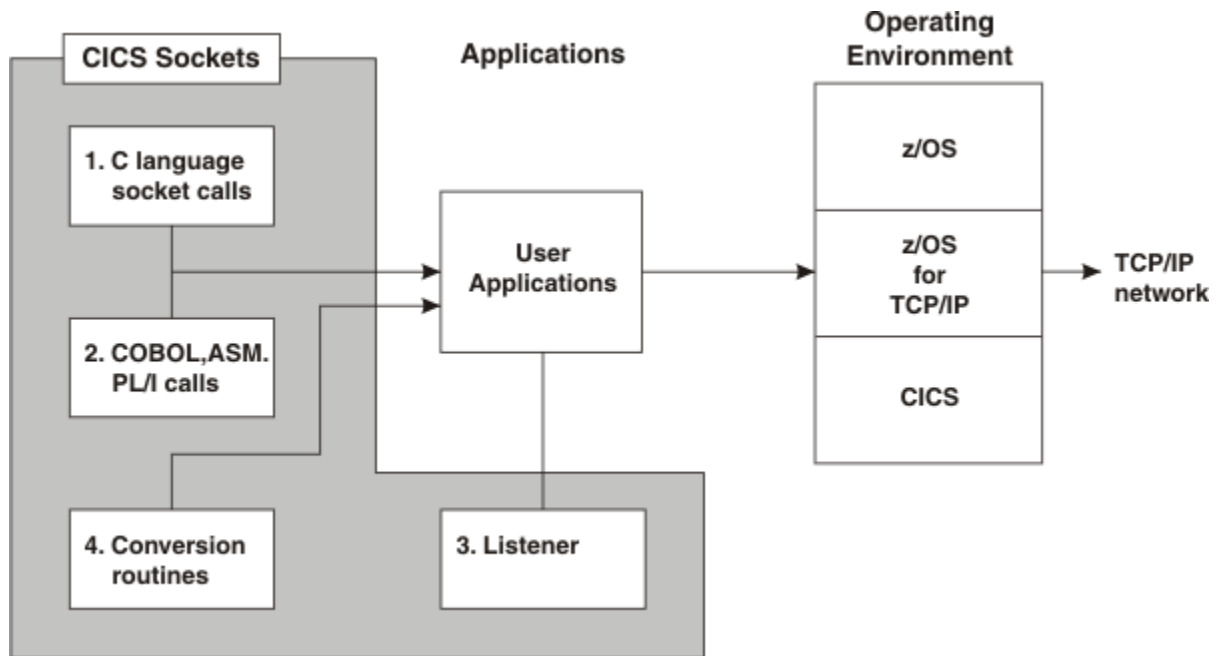 CICS Sockets
Applications
Operating
Environment
1. C language
socket calls
2. COBOL,ASM.
PL/I calls
4. Conversion
routines
User
Applications
3. Listener
z/OS
z/OS
for
TCP/IP
CICS
TCP/IP
network